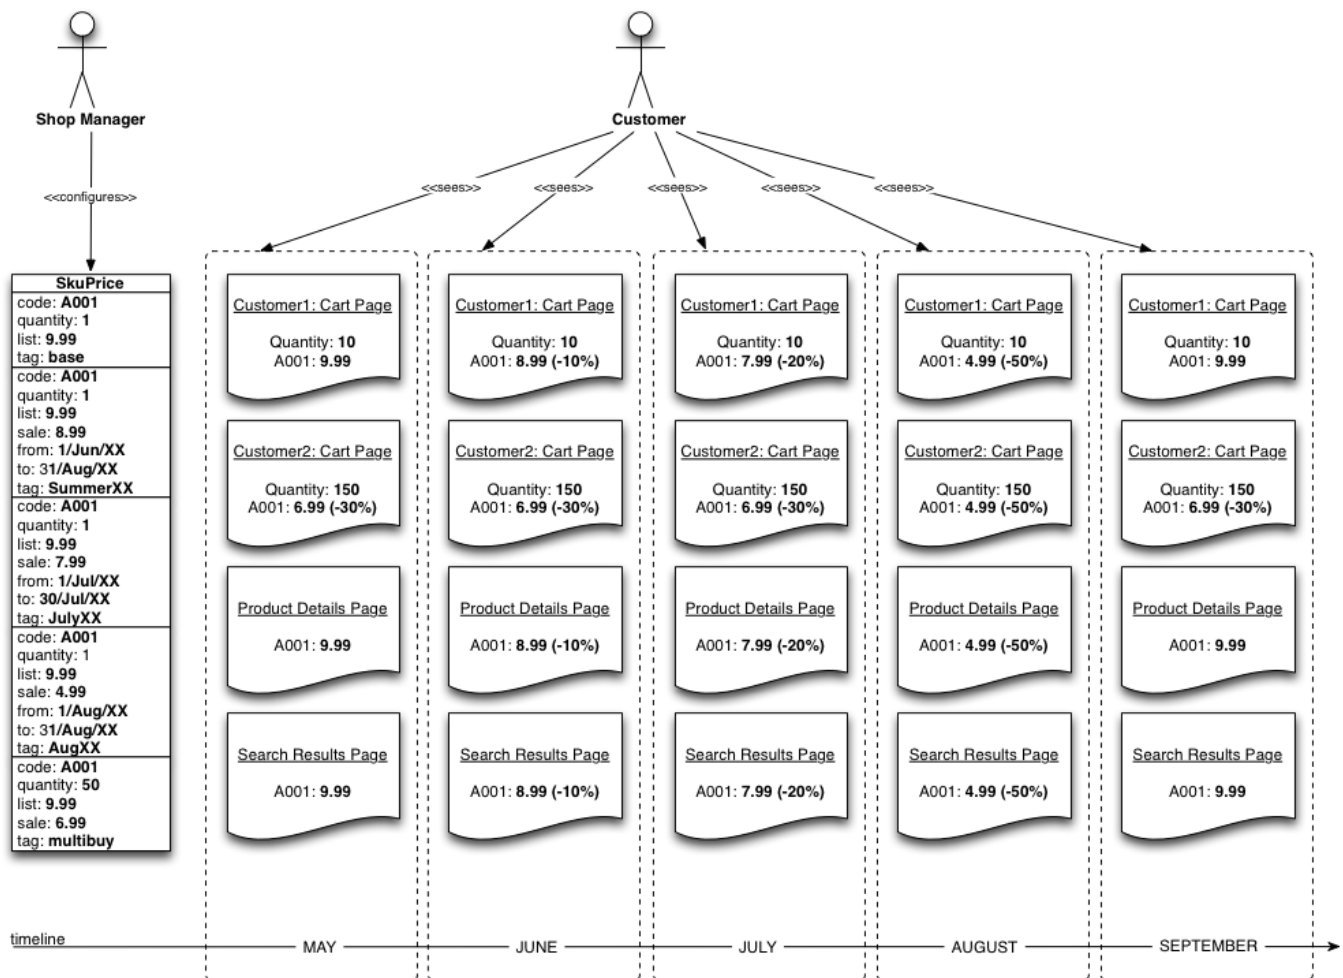 Shop Manager
Customer
<<configures>>
<<sees>>
<<sees>>
<<sees>>
<<sees>>
<<sees>>
SkuPrice
code: A001
quantity: 1
list: 9.99
tag: base
code: A001
quantity: 1
list: 9.99
sale: 8.99
from: 1/Jun/XX
to: 31/Aug/XX
tag: SummerXX
code: A001
quantity: 1
list: 9.99
sale: 7.99
from: 1/Jul/XX
to: 30/Jul/XX
tag: JulyXX
code: A001
quantity: 1
list: 9.99
sale: 4.99
from: 1/Aug/XX
to: 31/Aug/XX
tag: AugXX
code: A001
quantity: 50
list: 9.99
sale: 6.99
tag: multibuy
Customer1: Cart Page
Quantity: 10
A001: 9.99
Customer2: Cart Page
Quantity: 150
A001: 6.99 (-30%)
Product Details Page
A001: 9.99
Search Results Page
A001: 9.99
Customer1: Cart Page
Quantity: 10
A001: 8.99 (-10%)
Customer2: Cart Page
Quantity: 150
A001: 6.99 (-30%)
Product Details Page
A001: 8.99 (-10%)
Search Results Page
A001: 8.99 (-10%)
Customer1: Cart Page
Quantity: 10
A001: 7.99 (-20%)
Customer2: Cart Page
Quantity: 150
A001: 6.99 (-30%)
Product Details Page
A001: 7.99 (-20%)
Search Results Page
A001: 7.99 (-20%)
Customer1: Cart Page
Quantity: 10
A001: 4.99 (-50%)
Customer2: Cart Page
Quantity: 150
A001: 4.99 (-50%)
Product Details Page
A001: 4.99 (-50%)
Search Results Page
A001: 4.99 (-50%)
Customer1: Cart Page
Quantity: 10
A001: 9.99
Customer2: Cart Page
Quantity: 150
A001: 6.99 (-30%)
Product Details Page
A001: 9.99
Search Results Page
A001: 9.99
timeline
MAY
JUNE
JULY
AUGUST
SEPTEMBER